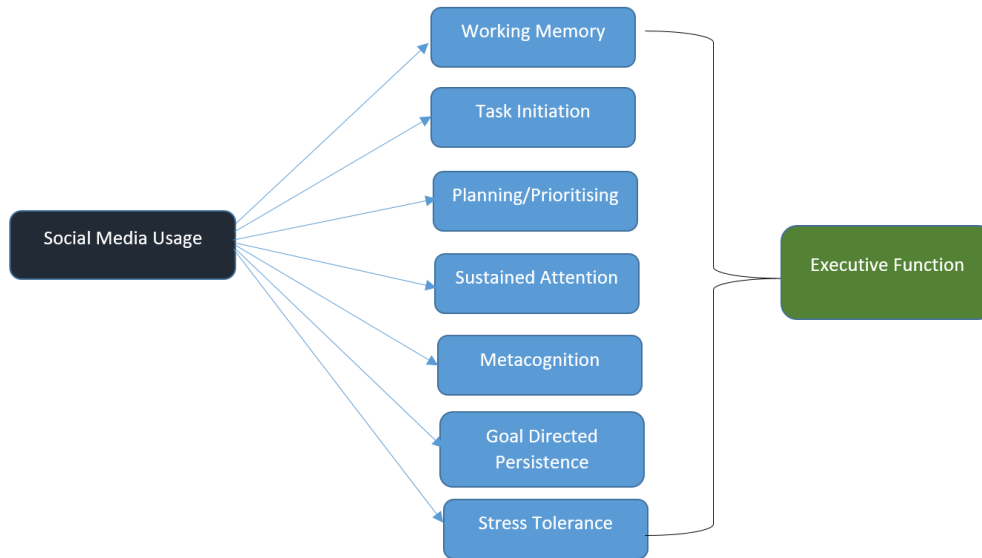 Working Memory
Task Initiation
Planning/Prioritising
Social Media Usage
Sustained Attention
Executive Function
Metacognition
Goal Directed
Persistence
Stress Tolerance